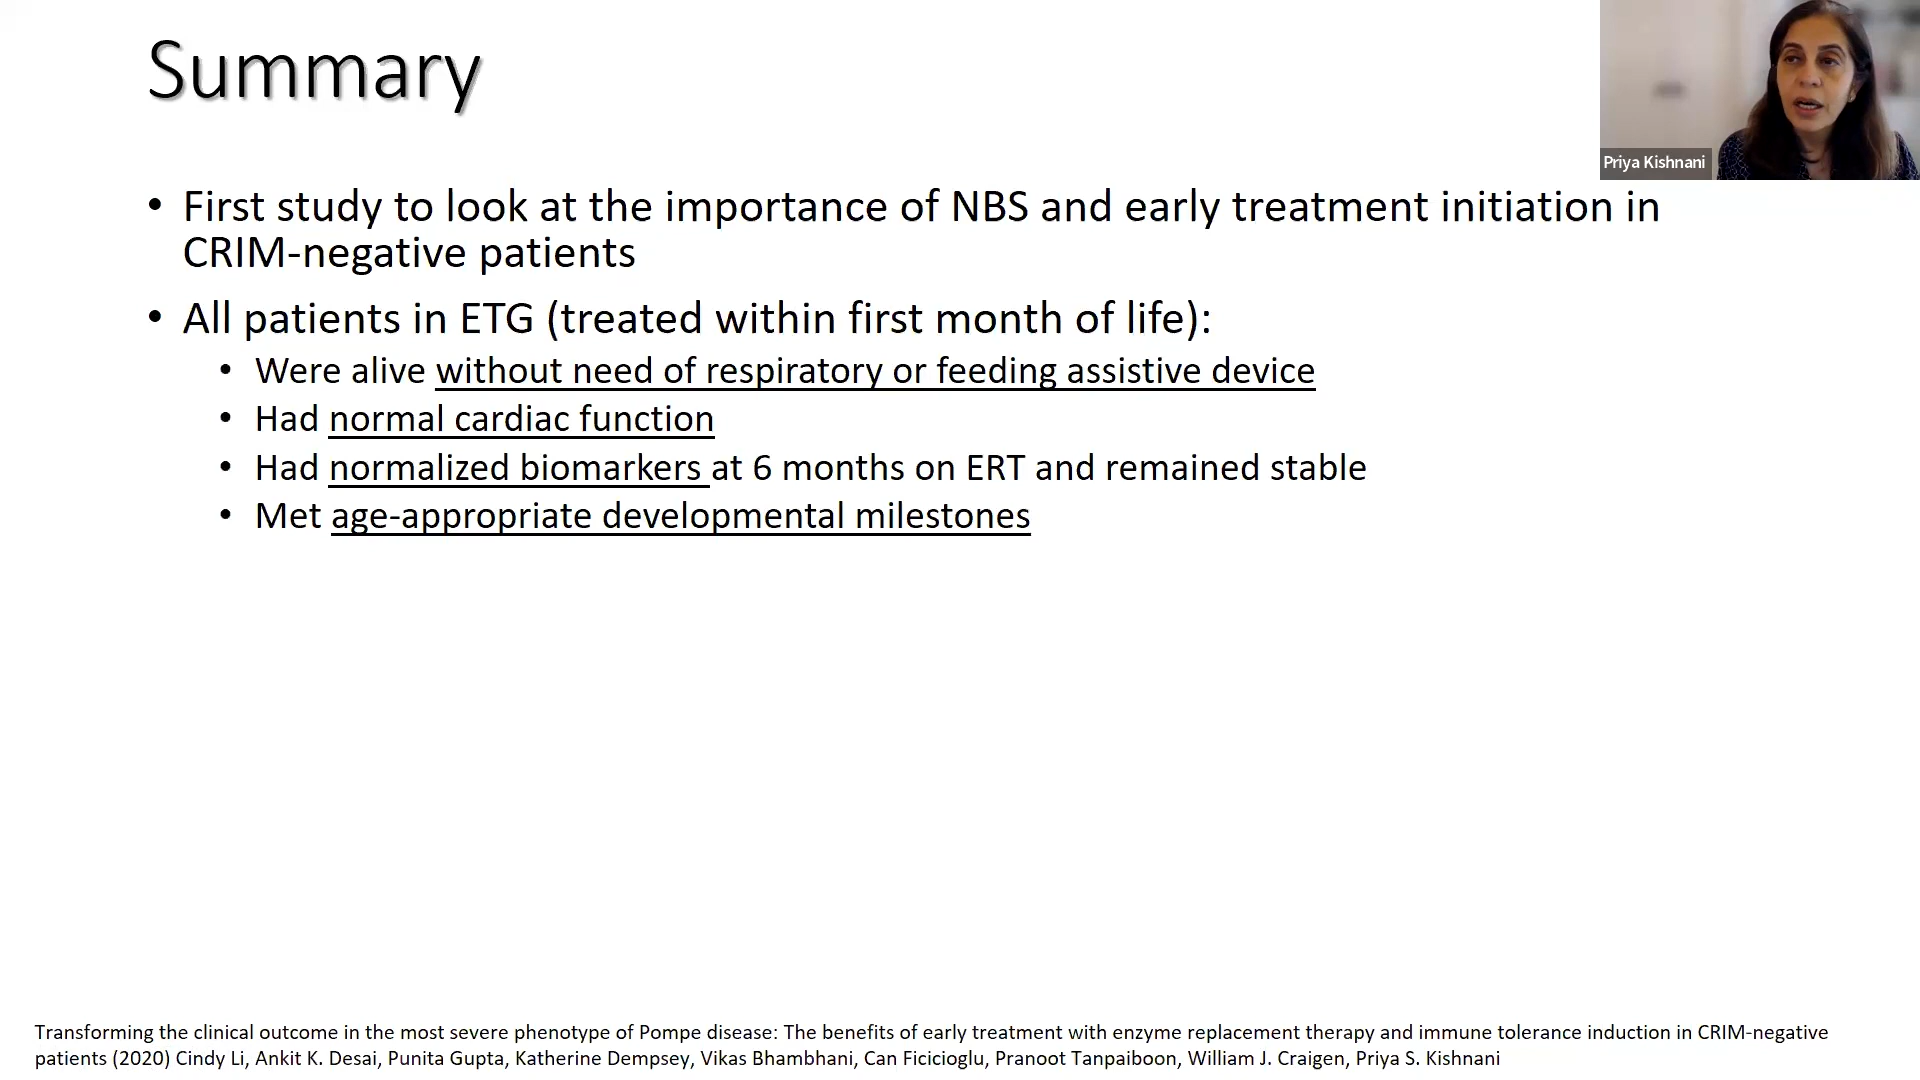 Summary
Priya Kishnani
• First study to look at the importance of NBS and early treatment initiation in
CRIM-negative patients
• All patients in ETG (treated within first month of life):
• Were alive without need of respiratory or feeding assistive device
• Had normal cardiac function
• Had normalized biomarkers at 6 months on ERT and remained stable
• Met age-appropriate developmental milestones
Transforming the clinical outcome in the most severe phenotype of Pompe disease: The benefits of early treatment with enzyme replacement therapy and immune tolerance induction in CRIM-negative
patients (2020) Cindy Li, Ankit K. Desai, Punita Gupta, Katherine Dempsey, Vikas Bhambhani, Can Ficicioglu, Pranoot Tanpaiboon, William J. Craigen, Priya S. Kishnani